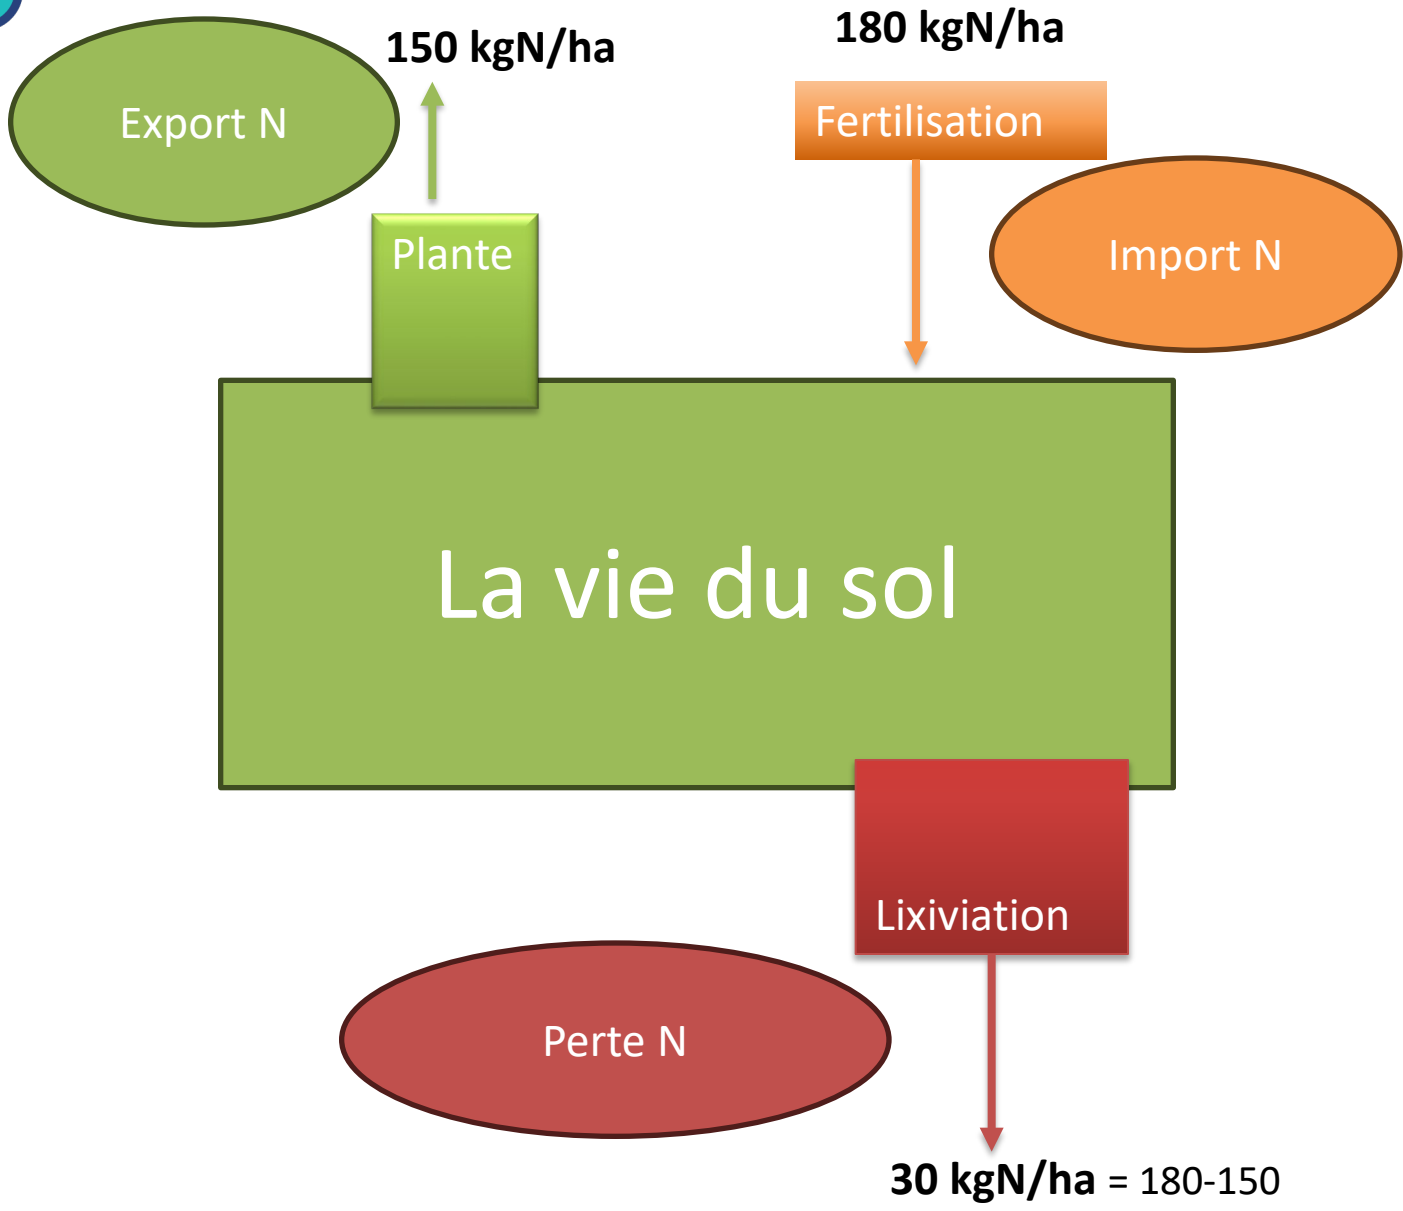 150 kgN/ha
180 kgN/ha
Export N
Fertilisation
Plante
Import N
La vie du sol
Lixiviation
Perte N
30 kgN/ha = 180-150